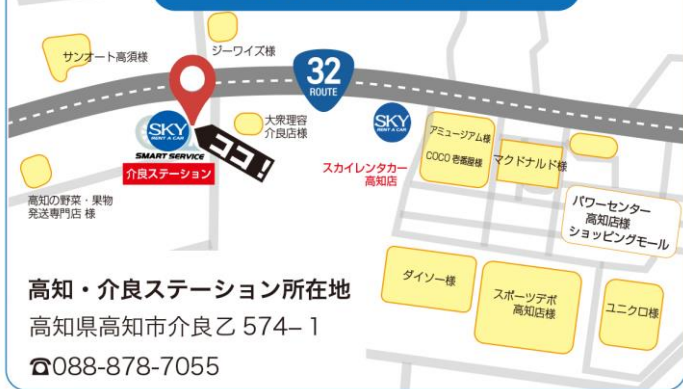 サンオート高須様
ジーワイズ様
32
ROUTE
SKY
RENT A CAR
SMART SERVICE
介良ステーション
ココ!
大衆理容
介良店様
SKY
RENT A CAR
スカイレンタカー
高知店
アミュージアム様
COCO壱番屋様
マクドナルド様
高知の野菜・果物
発送専門店 様
パワーセンター
高知店様
ショッピングモール
ダイソー様
スポーツデポ
高知店様
ユニクロ様
高知・介良ステーション所在地
高知県高知市介良乙 574–1
☎088-878-7055